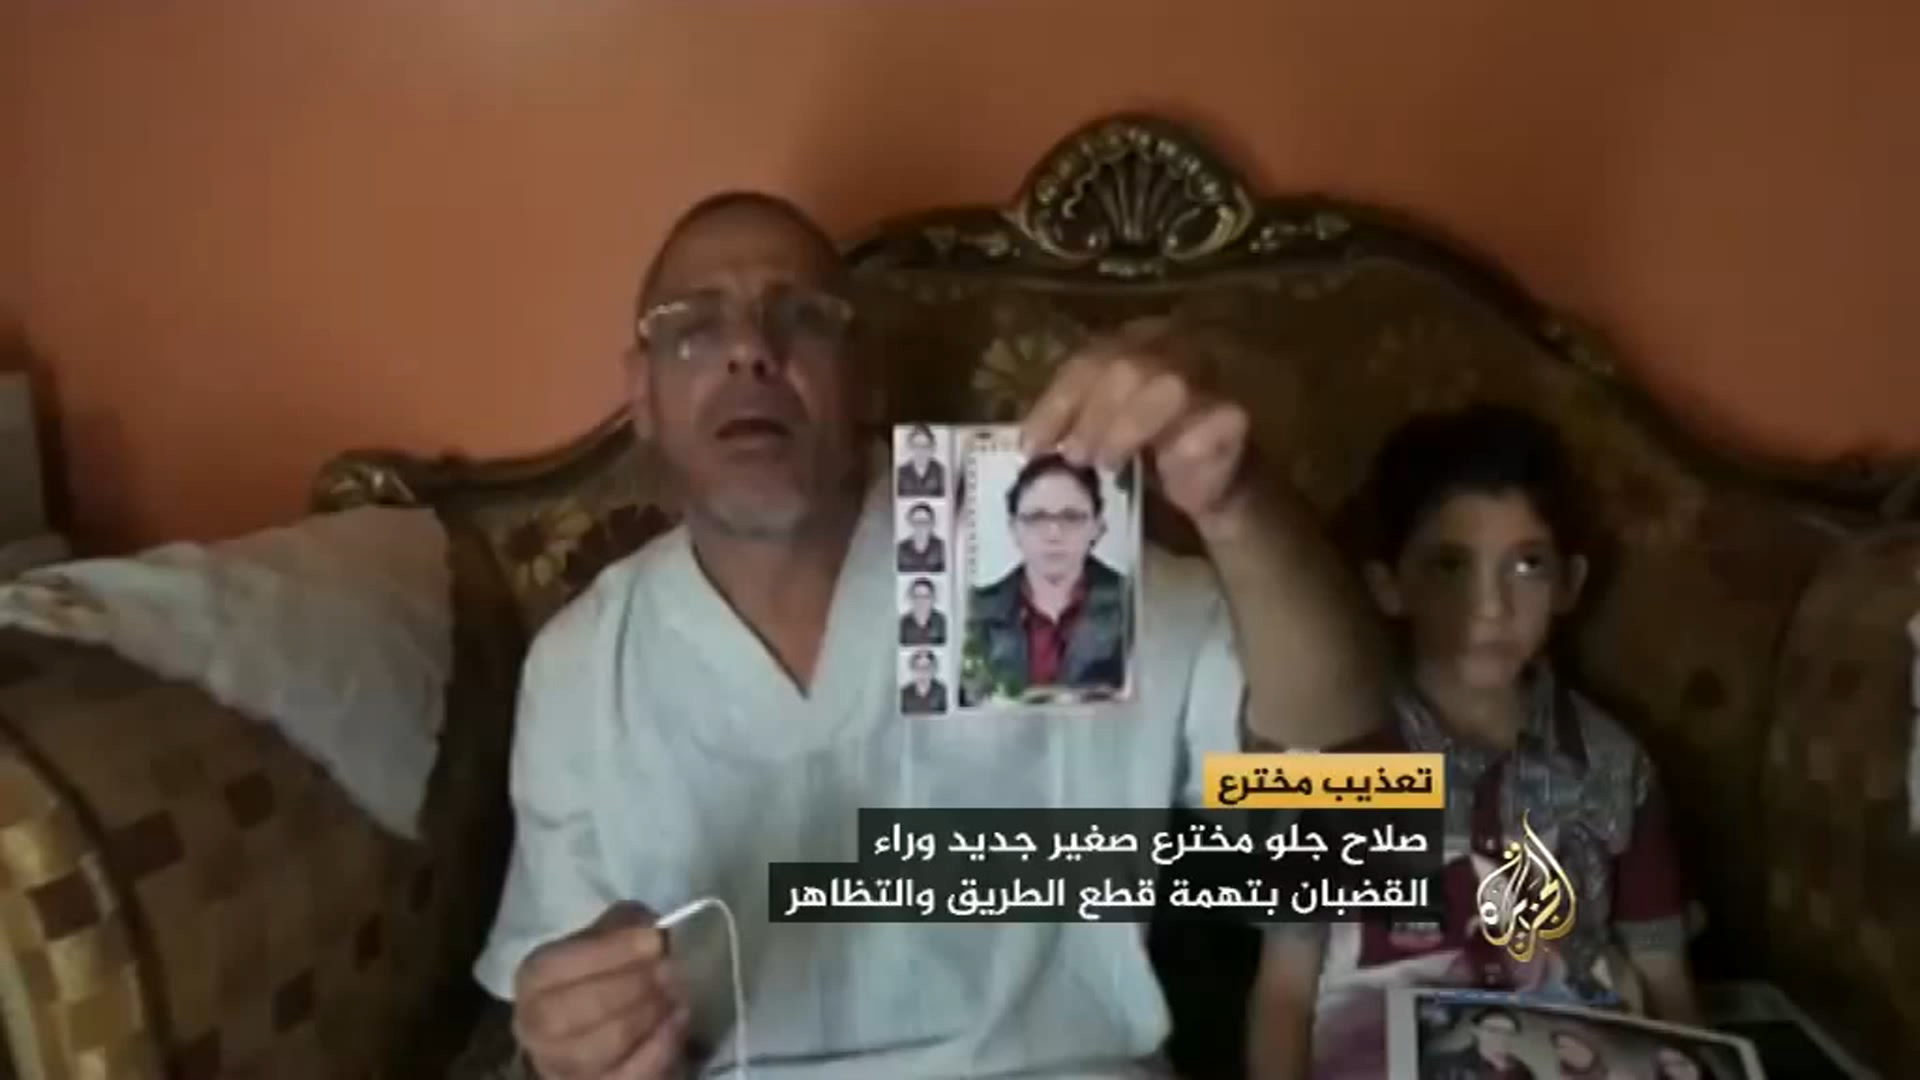 تعذيب مخترع
صلاح جلو مخترع صغير جديد وراء
القضبان بتهمة قطع الطريق والتظاهر
الجزيرة